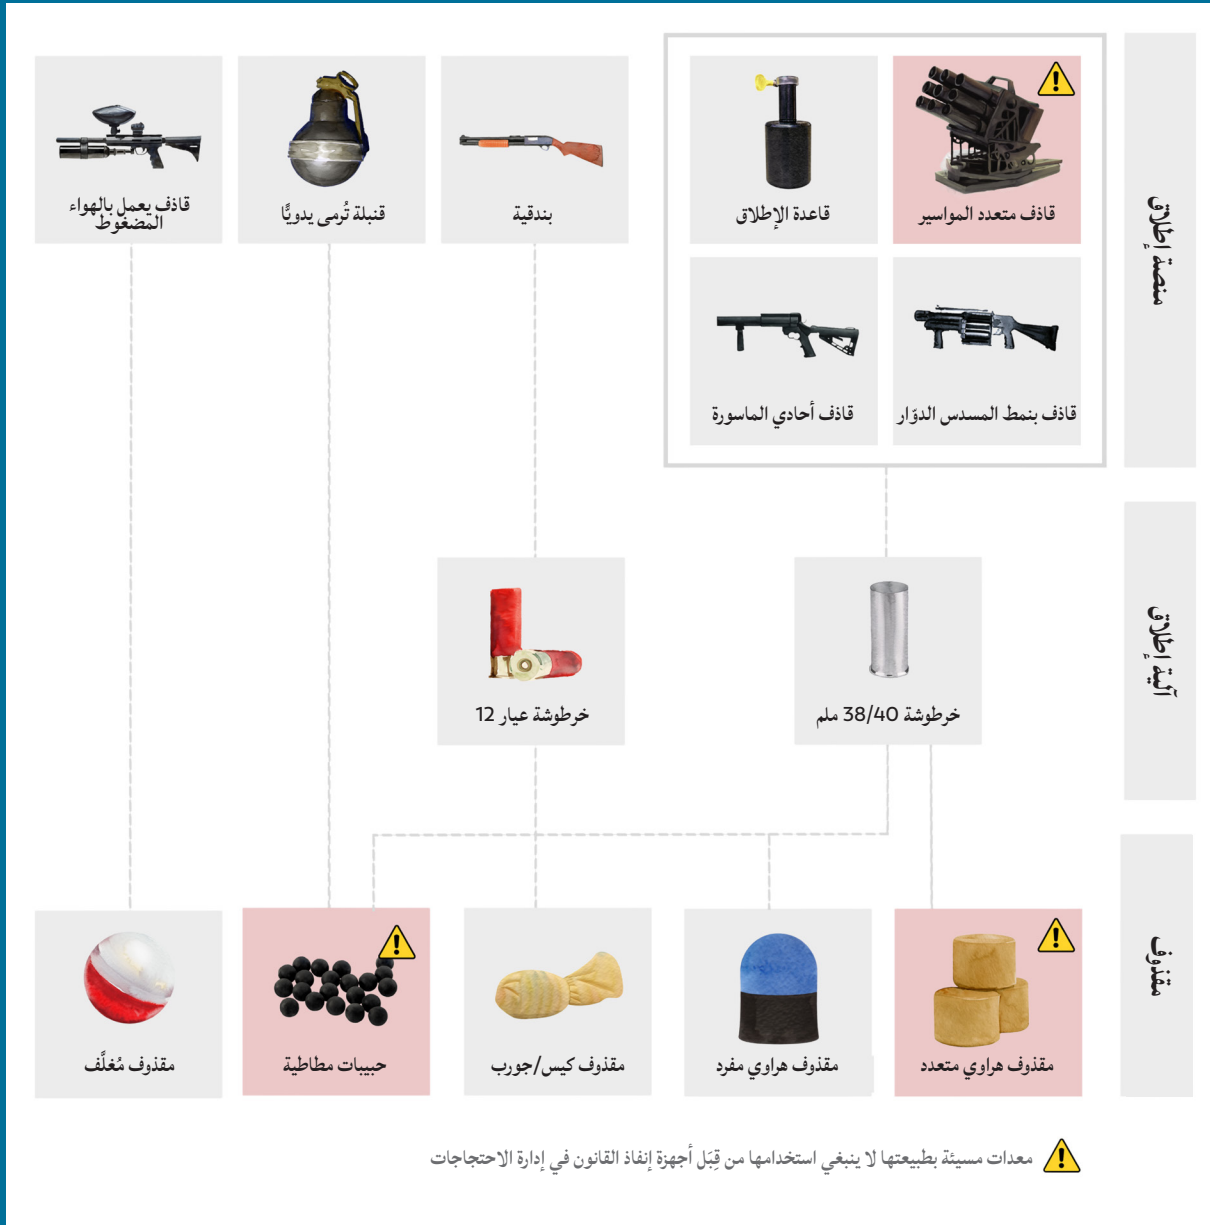 منصة إطلاق
قاذف متعدد المواسير
قاعدة الإطلاق
بندقية
قنبلة تُرمى يدويًّا
قاذف يعمل بالهواء
المضغوط
قاذف بنمط المسدس الدوّار
قاذف أحادي الماسورة
آلية إطلاق
خرطوشة 38/40 ملم
خرطوشة عيار 12
مقذوف
مقذوف هراوي متعدد
مقذوف هراوي مفرد
مقذوف كيس/جورب
حبيبات مطاطية
مقذوف مُغلَّف
معدات مسيئة بطبيعتها لا ينبغي استخدامها من قِبَل أجهزة إنفاذ القانون في إدارة الاحتجاجات